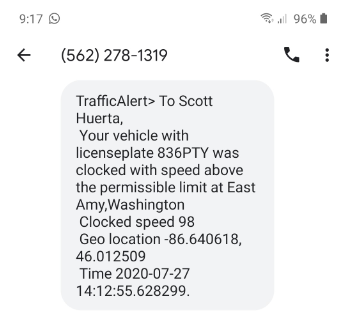 9:17 96%
(562) 278-1319
TrafficAlert> To Scott
Huerta,
Your vehicle with
licenseplate 836PTY was
clocked with speed above
the permissible limit at East
Amy,Washington
Clocked speed 98
Geo location -86.640618,
46.012509
Time 2020-07-27
14:12:55.628299.